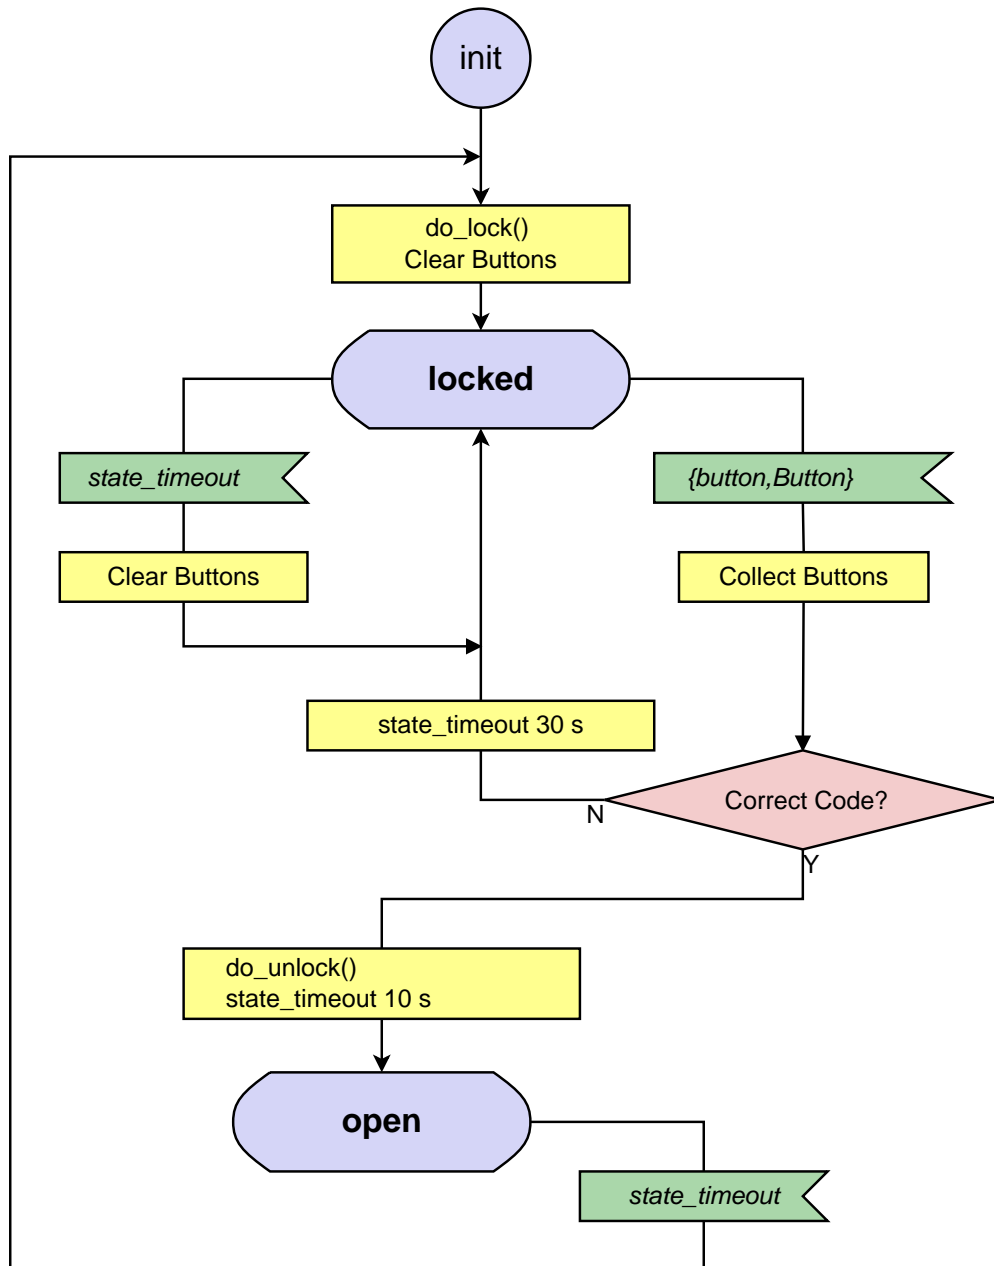 init
do_lock()
Clear Buttons
locked
state_timeout
{button,Button}
Clear Buttons
Collect Buttons
state_timeout 30 s
Correct Code?
N
Y
do_unlock()
state_timeout 10 s
open
state_timeout